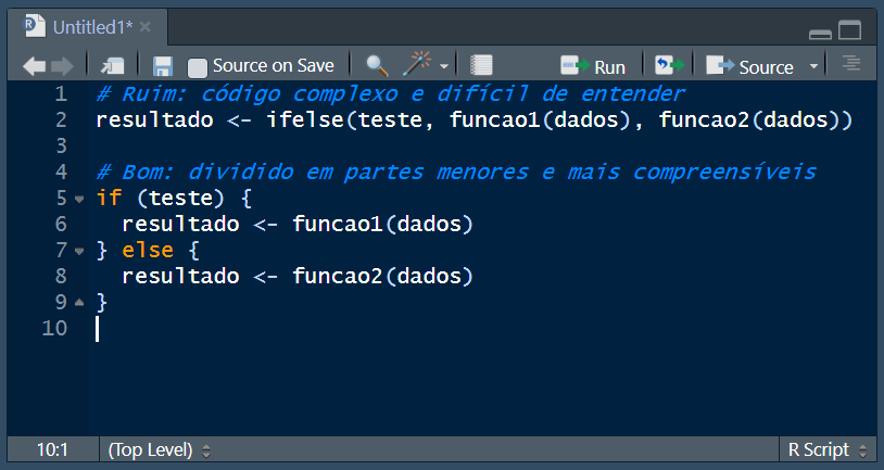 Untitled1*
Source on Save
Run
Source
1 # Ruim: código complexo e difícil de entender
2 resultado <- ifelse(teste, funcao1(dados), funcao2(dados))
3
4 # Bom: dividido em partes menores e mais compreensíveis
5 if (teste) {
6   resultado <- funcao1(dados)
7 } else {
8   resultado <- funcao2(dados)
9 }
10
10:1 (Top Level) R Script